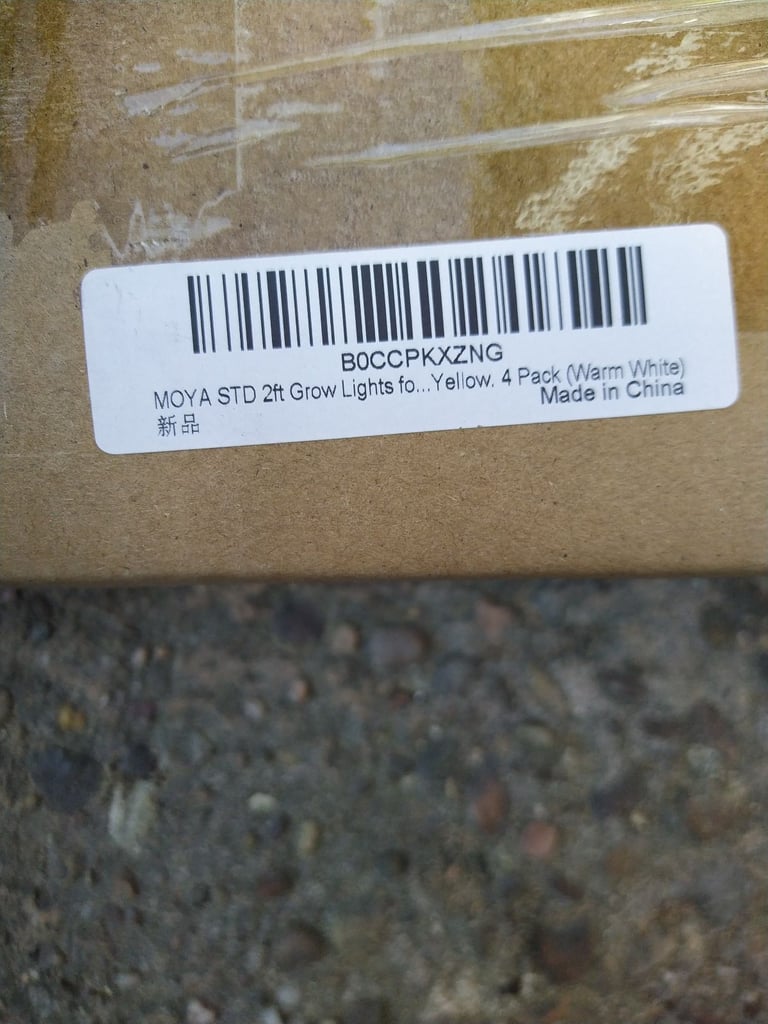 B0CCPKXZNG
MOYA STD 2ft Grow Lights fo...Yellow. 4 Pack (Warm White)
Made in China
新品